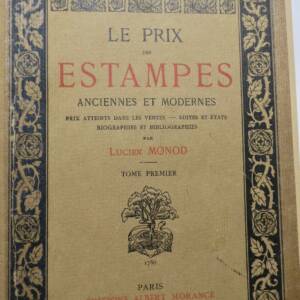 LE PRIX
DES
ESTAMPES
ANCIENNES ET MODERNES
PRIX ATTEINTS DANS LES VENTES — SUITES ET ÉTATS
BIOGRAPHIES ET BIBLIOGRAPHIES
PAR
LUCIEN MONOD
TOME PREMIER
PARIS
ALBERT MORANCÉ